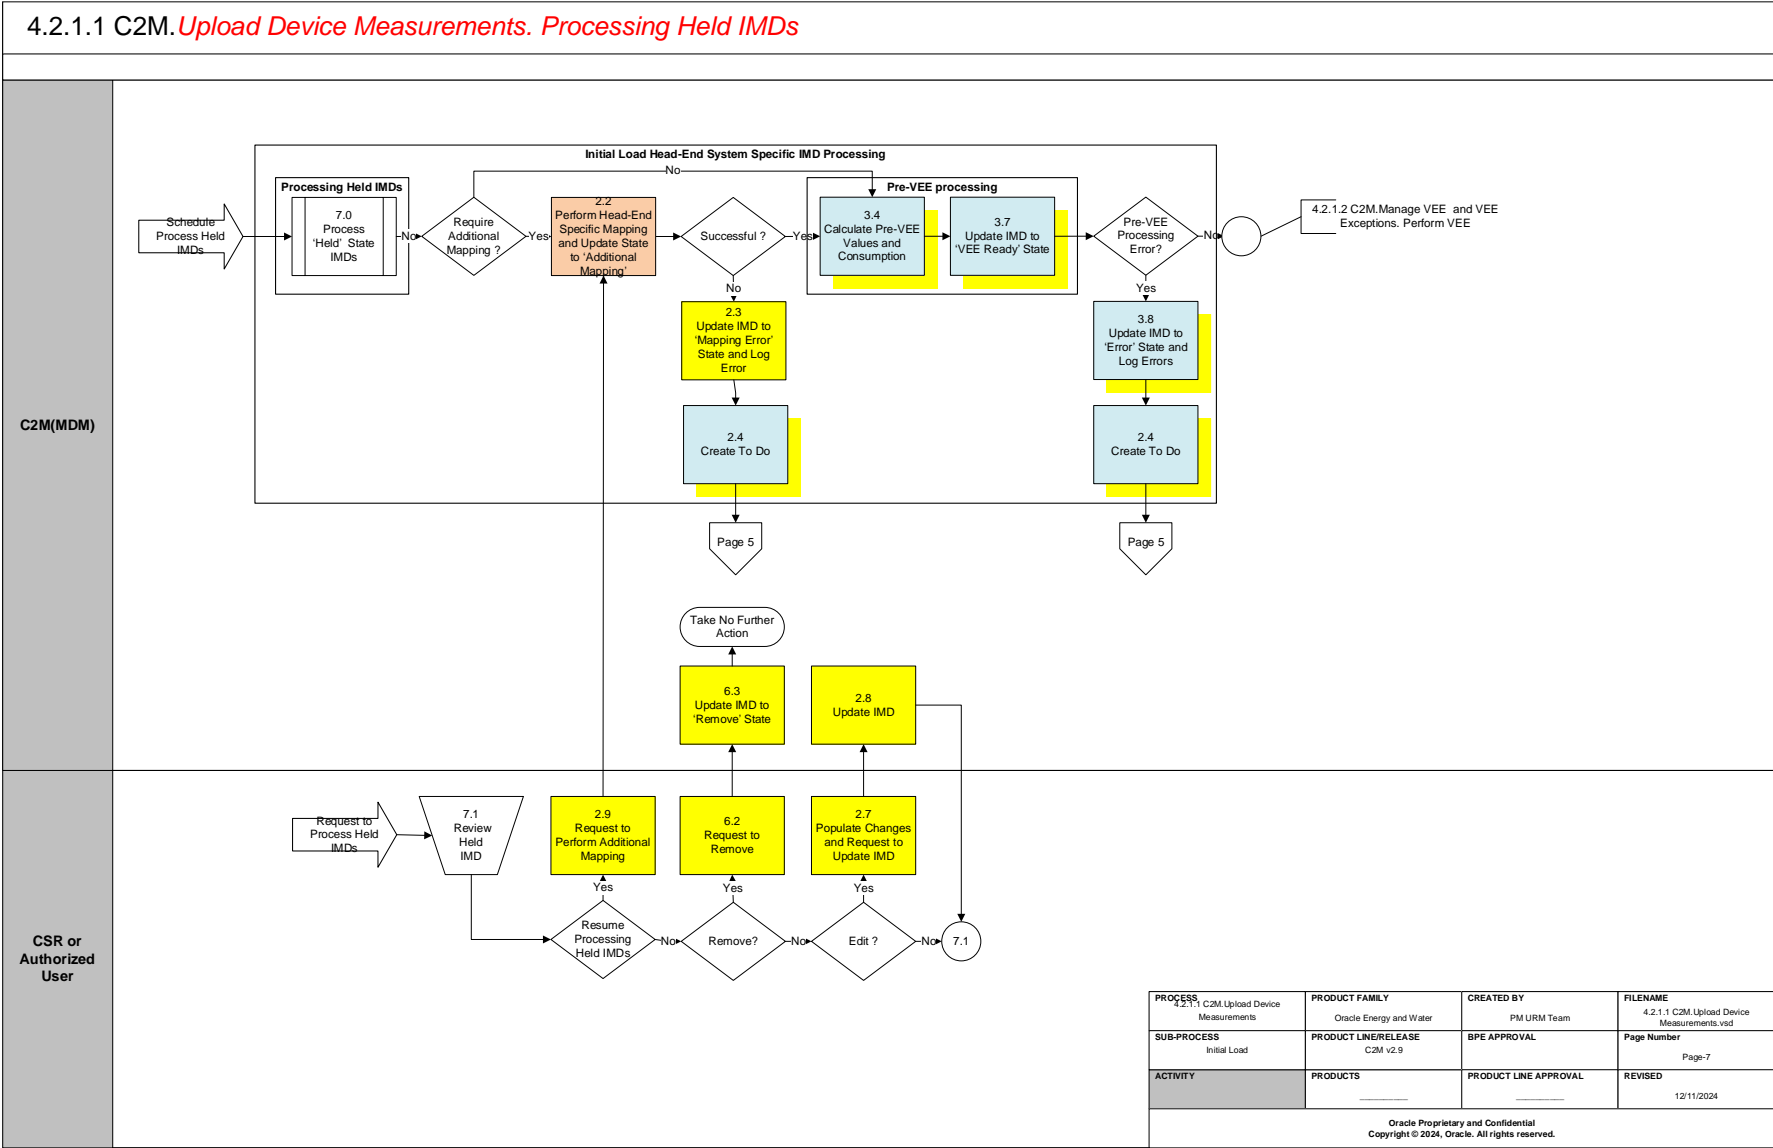 4.2.1.1 C2M.Upload Device Measurements. Processing Held IMDs
C2M(MDM)
Initial Load Head-End System Specific IMD Processing
No
Schedule
Process Held
IMDs
Processing Held IMDs
7.0
Process
‘Held’ State
IMDs
No
Require
Additional
Mapping ?
Yes
2.2
Perform Head-End
Specific Mapping
and Update State
to ‘Additional
Mapping’
Successful ?
Yes
No
Pre-VEE processing
3.4
Calculate Pre-VEE
Values and
Consumption
3.7
Update IMD to
‘VEE Ready’ State
Pre-VEE
Processing
Error?
No
Yes
4.2.1.2 C2M.Manage VEE and VEE
Exceptions. Perform VEE
2.3
Update IMD to
‘Mapping Error’
State and Log
Error
3.8
Update IMD to
‘Error’ State and
Log Errors
2.4
Create To Do
2.4
Create To Do
Page 5
Page 5
Take No Further
Action
6.3
Update IMD to
‘Remove’ State
2.8
Update IMD
CSR or
Authorized
User
Request to
Process Held
IMDs
7.1
Review
Held
IMD
2.9
Request to
Perform Additional
Mapping
6.2
Request to
Remove
2.7
Populate Changes
and Request to
Update IMD
Yes
Yes
Yes
Resume
Processing
Held IMDs
No
Remove?
No
Edit ?
No
7.1
PROCESS
4.2.1.1 C2M.Upload Device
Measurements
PRODUCT FAMILY
Oracle Energy and Water
CREATED BY
PM URM Team
FILENAME
4.2.1.1 C2M.Upload Device
Measurements.vsd
SUB-PROCESS
Initial Load
PRODUCT LINE/RELEASE
C2M v2.9
BPE APPROVAL
Page Number
Page-7
ACTIVITY
PRODUCTS
PRODUCT LINE APPROVAL
REVISED
12/11/2024
Oracle Proprietary and Confidential
Copyright © 2024, Oracle. All rights reserved.